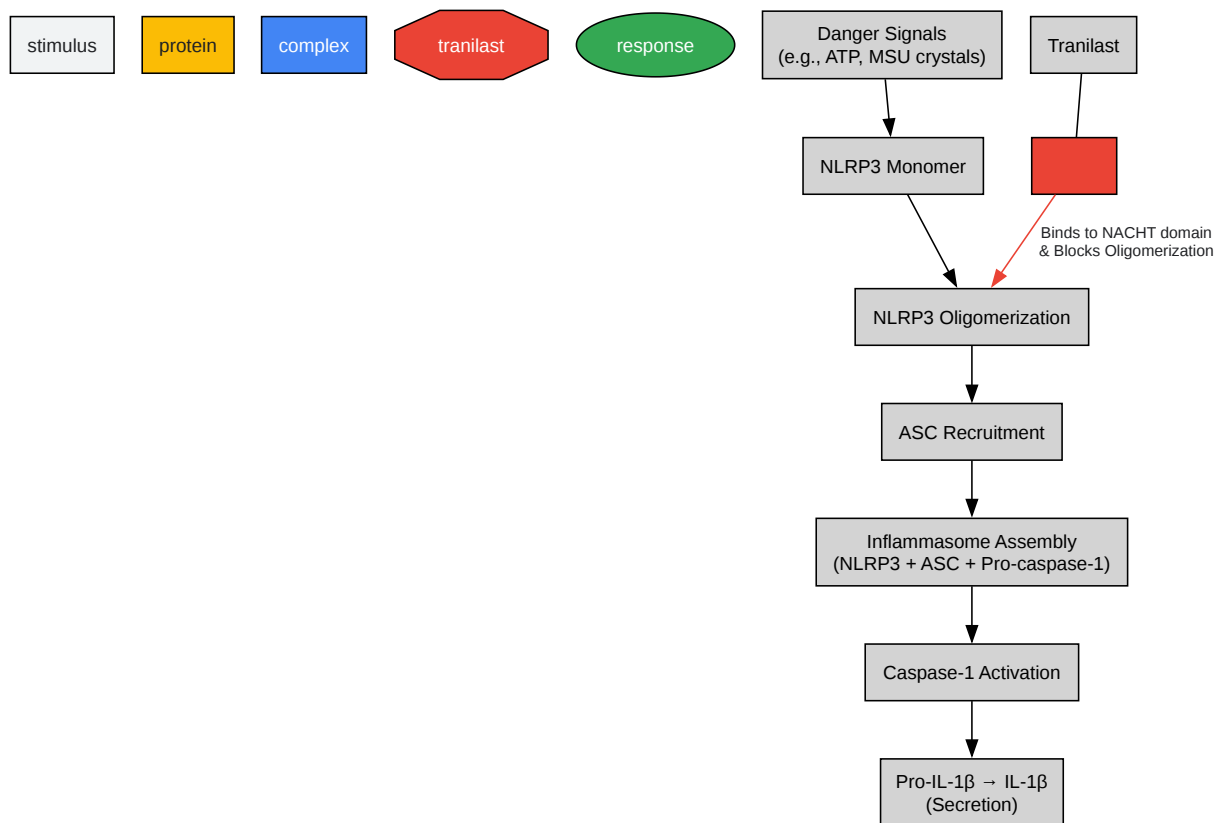 stimulus
protein
complex
tranilast
response
Danger Signals
(e.g., ATP, MSU crystals)
Tranilast
NLRP3 Monomer
Binds to NACHT domain
& Blocks Oligomerization
NLRP3 Oligomerization
ASC Recruitment
Inflammasome Assembly
(NLRP3 + ASC + Pro-caspase-1)
Caspase-1 Activation
Pro-IL-1β → IL-1β
(Secretion)